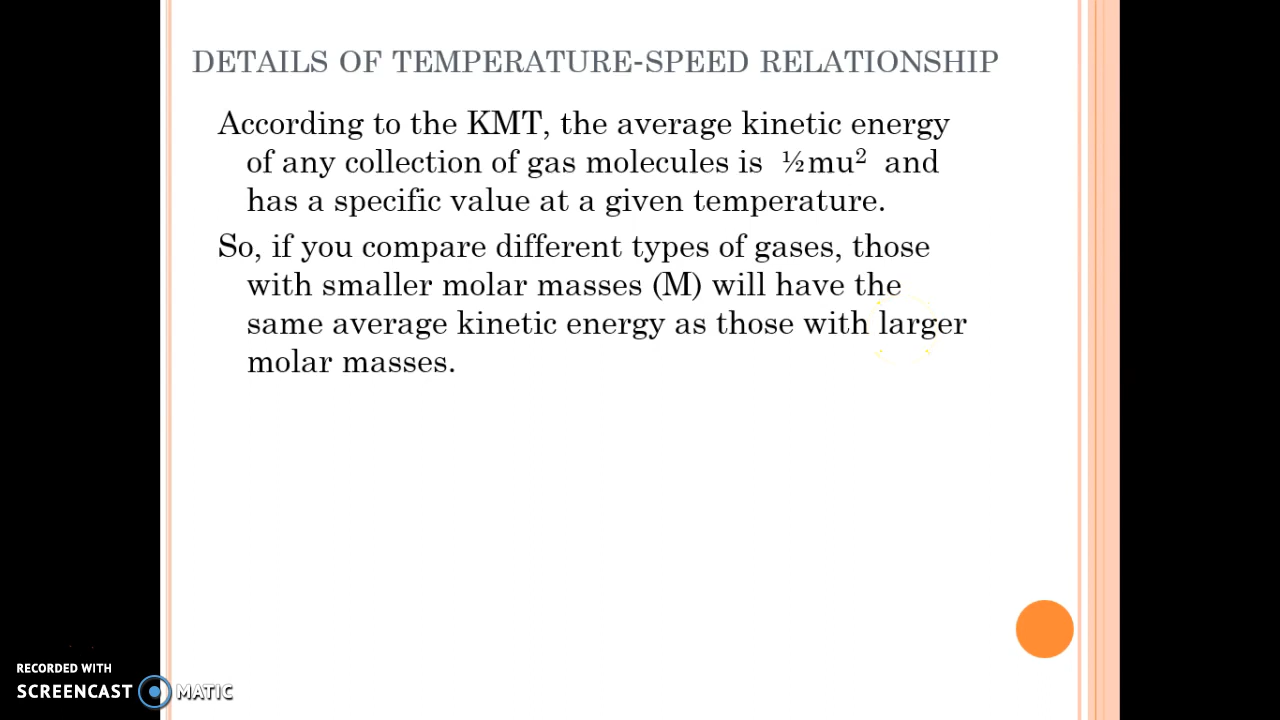 DETAILS OF TEMPERATURE-SPEED RELATIONSHIP
According to the KMT, the average kinetic energy
of any collection of gas molecules is ½mu² and
has a specific value at a given temperature.
So, if you compare different types of gases, those
with smaller molar masses (M) will have the
same average kinetic energy as those with larger
molar masses.
RECORDED WITH
SCREENCAST MATIC